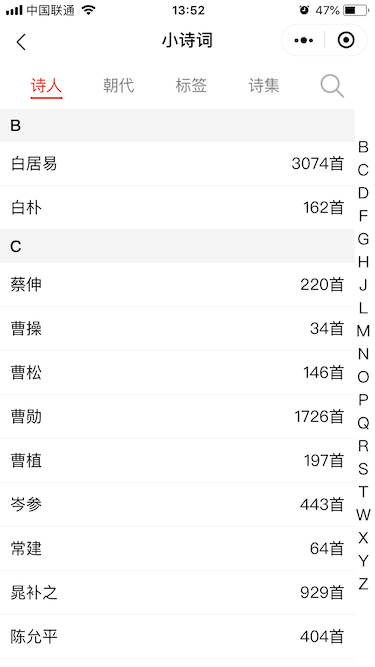 中国联通 13:52 47%
小诗词
诗人 朝代 标签 诗集
B
白居易 3074首
白朴 162首
C
蔡伸 220首
曹操 34首
曹松 146首
曹勋 1726首
曹植 197首
岑参 443首
常建 64首
晁补之 929首
陈允平 404首
B
C
D
F
G
H
J
L
M
N
O
P
Q
R
S
T
W
X
Y
Z